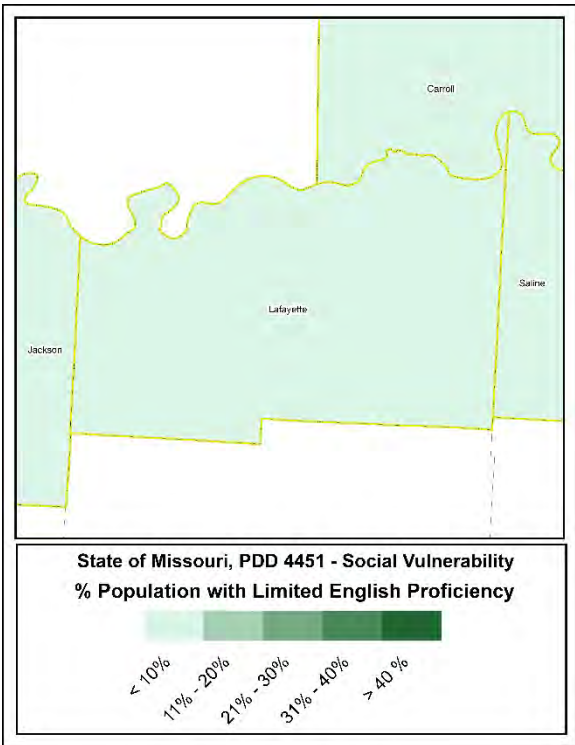 Carroll
Saline
Lafayette
Jackson
State of Missouri, PDD 4451 - Social Vulnerability
% Population with Limited English Proficiency
< 10%
11% - 20%
21% - 30%
31% - 40%
> 40 %